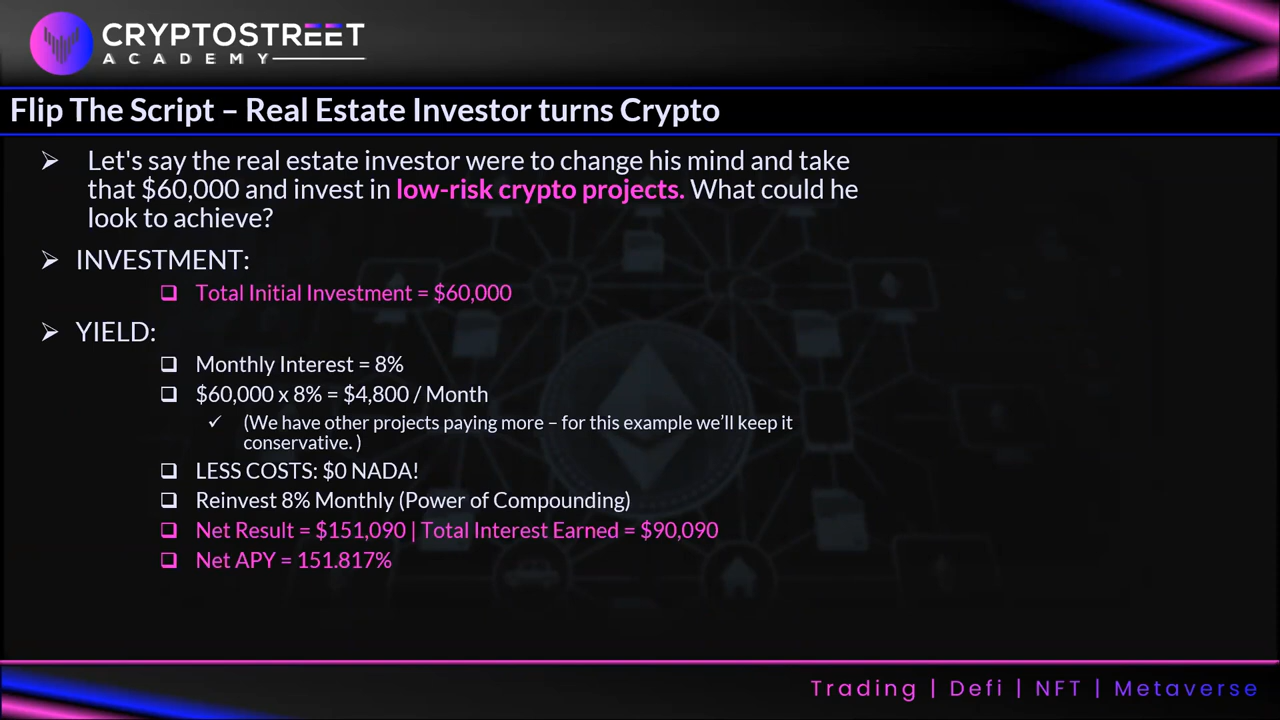 CRYPTOSTREET
ACADEMY
Flip The Script – Real Estate Investor turns Crypto
➢ Let's say the real estate investor were to change his mind and take
that $60,000 and invest in low-risk crypto projects. What could he
look to achieve?
➢ INVESTMENT:
❑ Total Initial Investment = $60,000
➢ YIELD:
❑ Monthly Interest = 8%
❑ $60,000 x 8% = $4,800 / Month
✓ (We have other projects paying more – for this example we’ll keep it
conservative. )
❑ LESS COSTS: $0 NADA!
❑ Reinvest 8% Monthly (Power of Compounding)
❑ Net Result = $151,090 | Total Interest Earned = $90,090
❑ Net APY = 151.817%
Trading | Defi | NFT | Metaverse